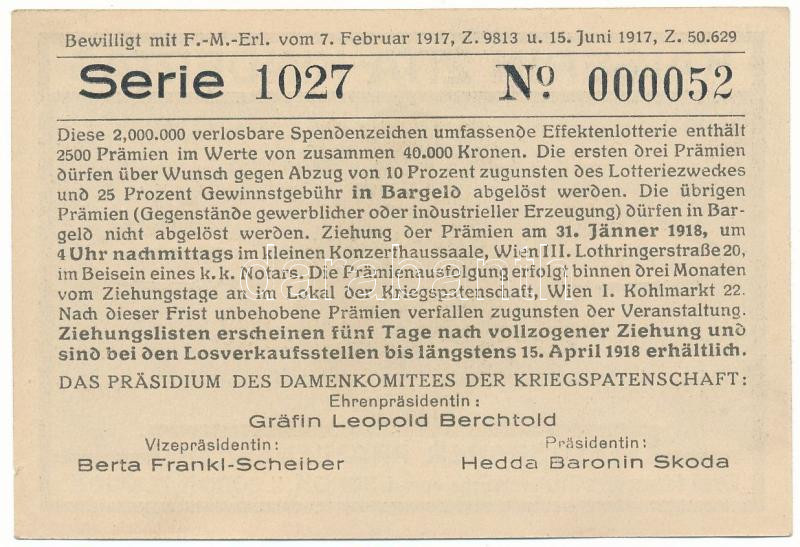 Bewilligt mit F.-M.-Erl. vom 7. Februar 1917, Z. 9813 u. 15. Juni 1917, Z. 50.629
Serie 1027 No. 000052
Diese 2,000.000 verlosbare Spendenzeichen umfassende Effektenlotterie enthält
2500 Prämien im Werte von zusammen 40.000 Kronen. Die ersten drei Prämien
dürfen über Wunsch gegen Abzug von 10 Prozent zugunsten des Lotteriezweckes
und 25 Prozent Gewinnstgebühr in Bargeld abgelöst werden. Die übrigen
Prämien (Gegenstände gewerblicher oder industrieller Erzeugung) dürfen in Bar-
geld nicht abgelöst werden. Ziehung der Prämien am 31. Jänner 1918, um
4 Uhr nachmittags im kleinen Konzerthaussaale, Wien III. Lothringerstraße 20,
im Beisein eines k. k. Notars. Die Prämienausfolgung erfolgt binnen drei Monaten
vom Ziehungstage an im Lokal der Kriegspatenschaft, Wien I. Kohlmarkt 22.
Nach dieser Frist unbehobene Prämien verfallen zugunsten der Veranstaltung.
Ziehungslisten erscheinen fünf Tage nach vollzogener Ziehung und
sind bei den Losverkaufsstellen bis längstens 15. April 1918 erhältlich.
DAS PRÄSIDIUM DES DAMENKOMITEES DER KRIEGSPATENSCHAFT:
Ehrenpräsidentin:
Gräfin Leopold Berchtold
Vizepräsidentin: Präsidentin:
Berta Frankl-Scheiber Hedda Baronin Skoda
darabanth